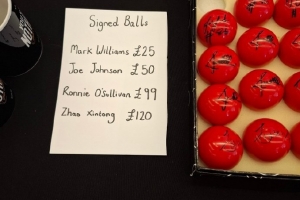 Signed Balls
Mark Williams £25
Joe Johnson £50
Ronnie O'Sullivan £99
Zhao Xintong £120